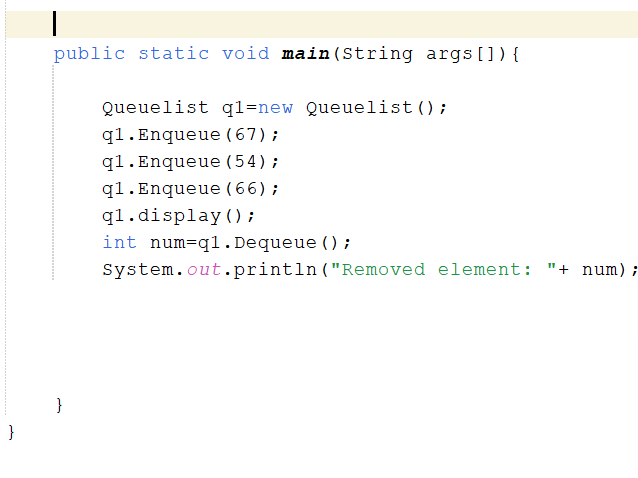 public static void main(String args[]){
Queuelist q1=new Queuelist();
q1.Enqueue(67);
q1.Enqueue(54);
q1.Enqueue(66);
q1.display();
int num=q1.Dequeue();
System.out.println("Removed element: "+ num);
}
}